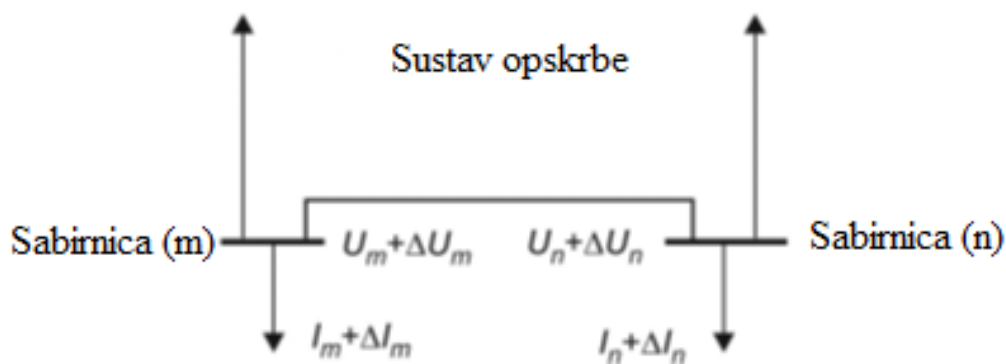 Sustav opskrbe
Sabirnica (m)
Uₘ+ΔUₘ
Uₙ+ΔUₙ
Sabirnica (n)
Iₘ+ΔIₘ
Iₙ+ΔIₙ